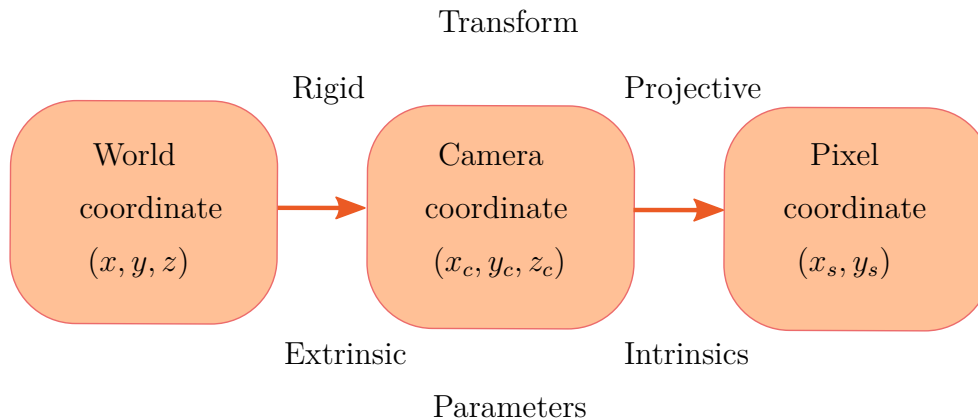 Transform
Rigid
Projective
World
coordinate
(x, y, z)
Camera
coordinate
(x_c, y_c, z_c)
Pixel
coordinate
(x_s, y_s)
Extrinsic
Intrinsics
Parameters